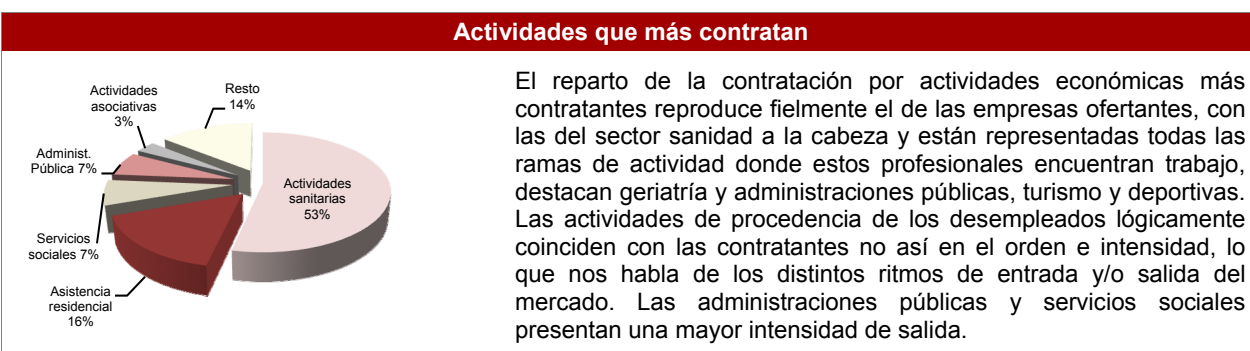 Actividades que más contratan
Actividades
asociativas
3%
Resto
14%
Administ.
Pública 7%
Servicios
sociales 7%
Asistencia
residencial
16%
Actividades
sanitarias
53%
El reparto de la contratación por actividades económicas más
contratantes reproduce fielmente el de las empresas ofertantes, con
las del sector sanidad a la cabeza y están representadas todas las
ramas de actividad donde estos profesionales encuentran trabajo,
destacan geriatría y administraciones públicas, turismo y deportivas.
Las actividades de procedencia de los desempleados lógicamente
coinciden con las contratantes no así en el orden e intensidad, lo
que nos habla de los distintos ritmos de entrada y/o salida del
mercado. Las administraciones públicas y servicios sociales
presentan una mayor intensidad de salida.